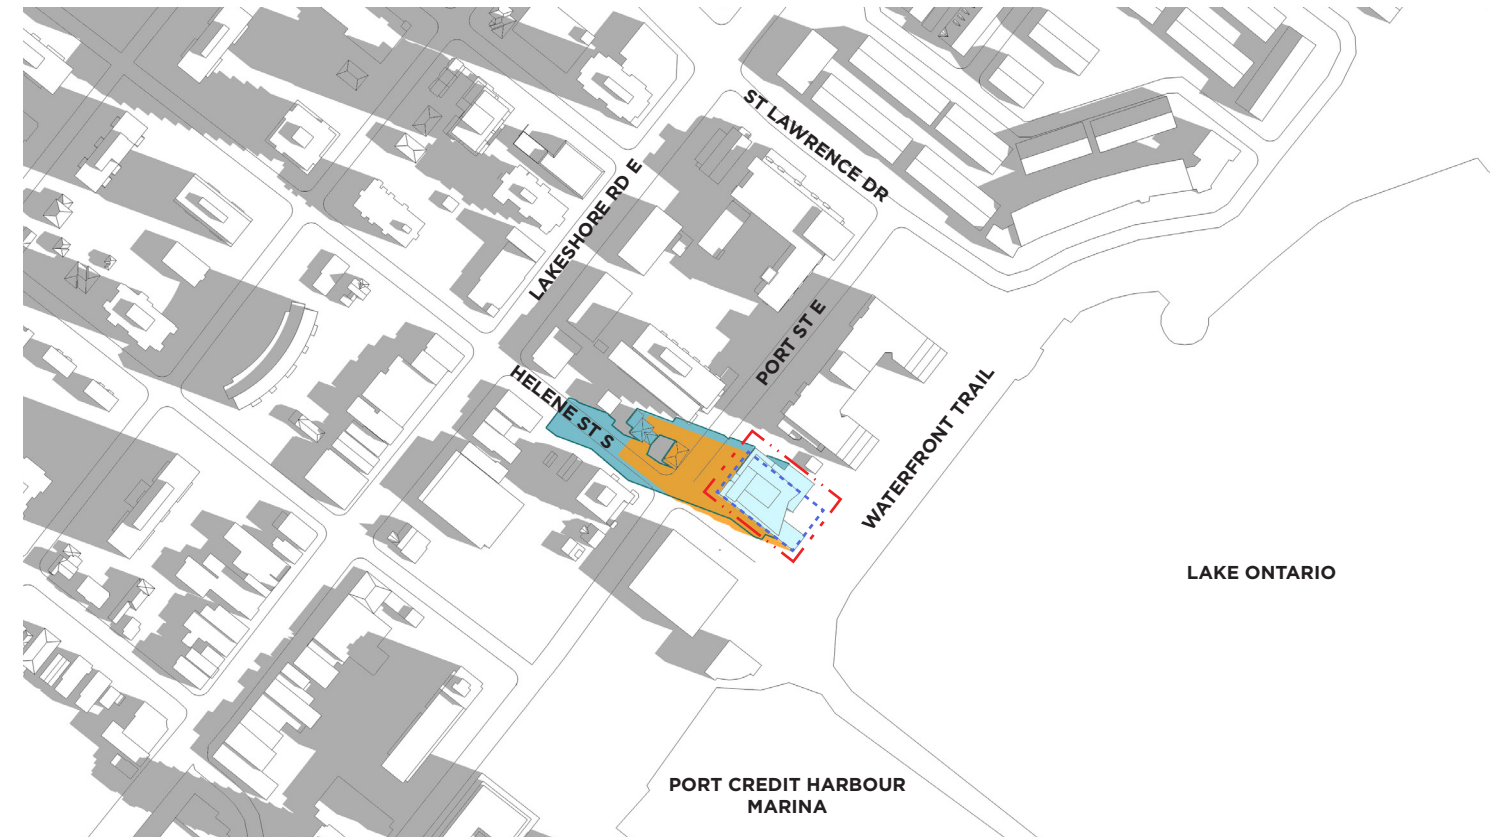 ST LAWRENCE DR
LAKESHORE RD E
PORT ST E
HELENE ST S
WATERFRONT TRAIL
LAKE ONTARIO
PORT CREDIT HARBOUR
MARINA